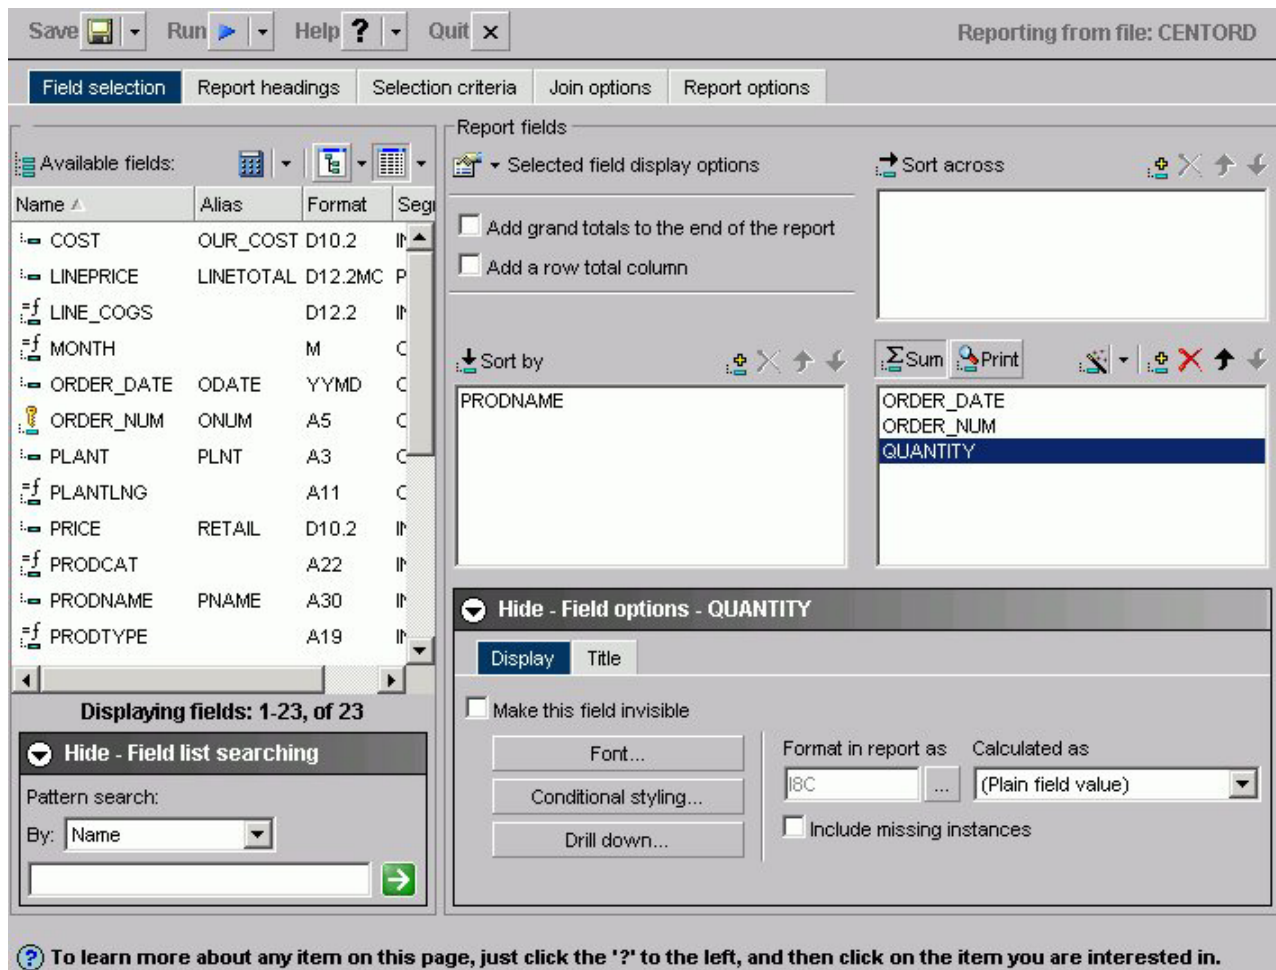 Save Run Help ? Quit Reporting from file: CENTORD
Field selection Report headings Selection criteria Join options Report options
Report fields
Available fields:
Selected field display options
Sort across
Name Alias Format
COST OUR_COST D10.2
LINEPRICE LINETOTAL D12.2MC P
LINE_COGS D12.2
MONTH M
ORDER_DATE ODATE YYMD
ORDER_NUM ONUM A5
PLANT PLNT A3
PLANTLNG A11
PRICE RETAIL D10.2
PRODCAT A22
PRODNAME PNAME A30
PRODTYPE A19
Displaying fields: 1-23, of 23
Hide - Field list searching
Pattern search:
By: Name
Add grand totals to the end of the report
Add a row total column
Sort by
PRODNAME
Sum Print
ORDER_DATE
ORDER_NUM
QUANTITY
Hide - Field options - QUANTITY
Display Title
Make this field invisible
Font...
Conditional styling...
Drill down...
Format in report as Calculated as
I8C ... (Plain field value)
Include missing instances
? To learn more about any item on this page, just click the '?' to the left, and then click on the item you are interested in.